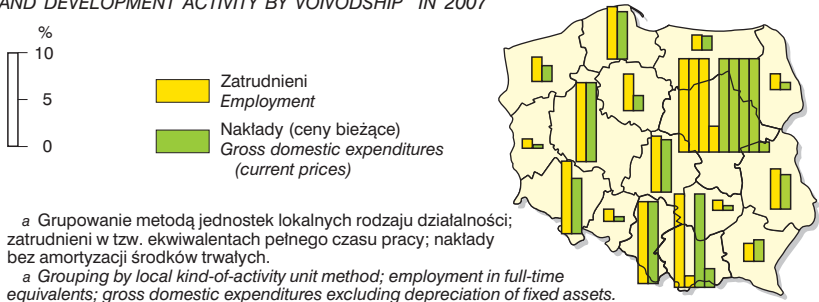 AND DEVELOPMENT ACTIVITY BY VOIVODSHIP IN 2007
%
10
5
0
Zatrudnieni
Employment
Nakłady (ceny bieżące)
Gross domestic expenditures
(current prices)
a Grupowanie metodą jednostek lokalnych rodzaju działalności;
zatrudnieni w tzw. ekwiwalentach pełnego czasu pracy; nakłady
bez amortyzacji środków trwałych.
a Grouping by local kind-of-activity unit method; employment in full-time
equivalents; gross domestic expenditures excluding depreciation of fixed assets.